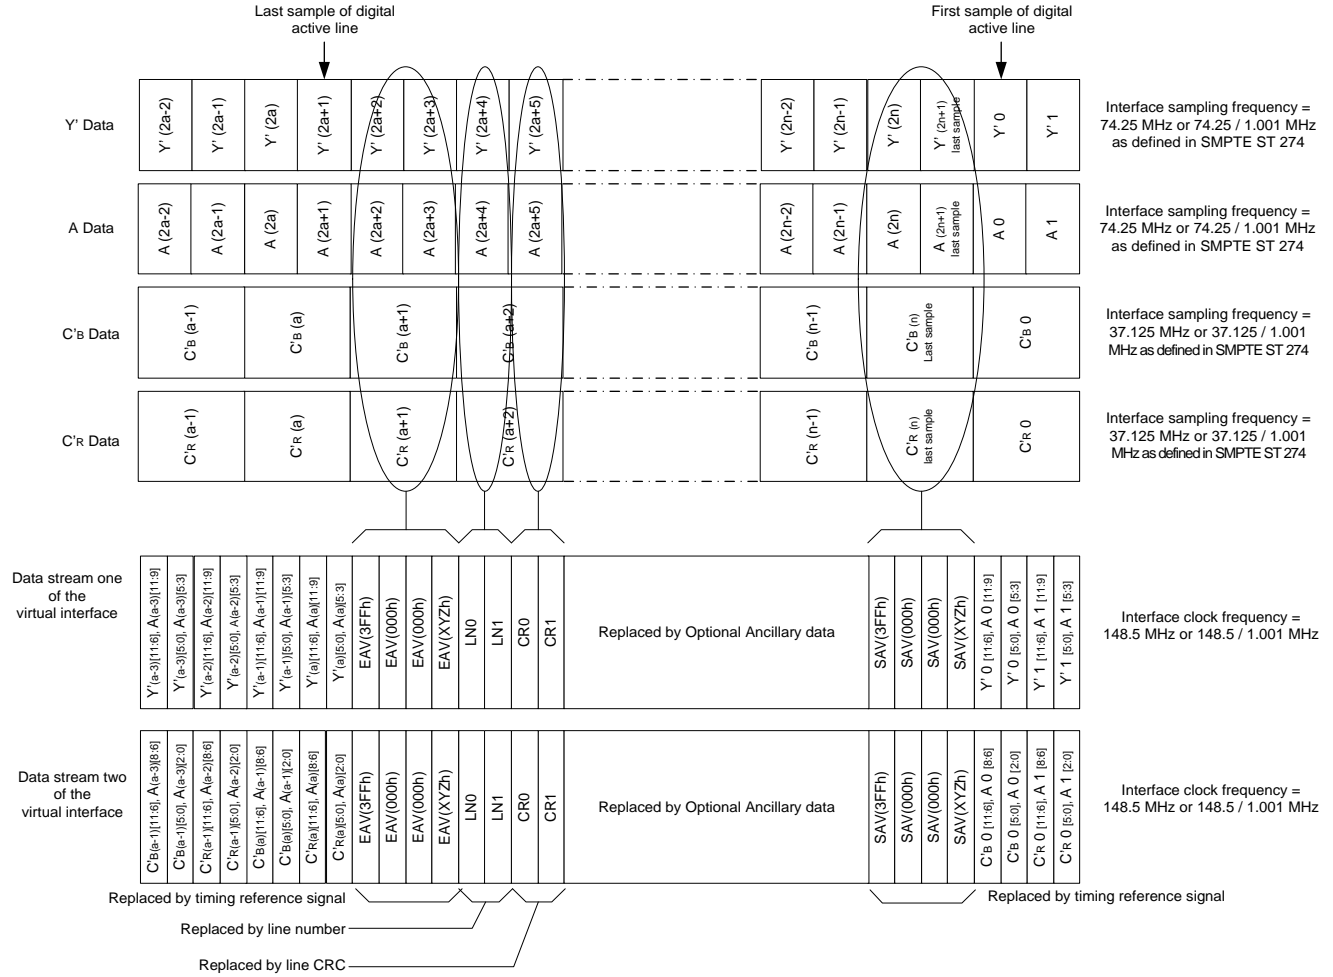 Last sample of digital
active line
First sample of digital
active line
Y' Data
Y' (2a-2)
Y' (2a-1)
Y' (2a)
Y' (2a+1)
Y' (2a+2)
Y' (2a+3)
Y' (2a+4)
Y' (2a+5)
Y' (2n-2)
Y' (2n-1)
Y' (2n)
Y' (2n+1)
last sample
Y' 0
Y' 1
Interface sampling frequency =
74.25 MHz or 74.25 / 1.001 MHz
as defined in SMPTE ST 274
A Data
A (2a-2)
A (2a-1)
A (2a)
A (2a+1)
A (2a+2)
A (2a+3)
A (2a+4)
A (2a+5)
A (2n-2)
A (2n-1)
A (2n)
A (2n+1)
last sample
A 0
A 1
Interface sampling frequency =
74.25 MHz or 74.25 / 1.001 MHz
as defined in SMPTE ST 274
C'B Data
C'B (a-1)
C'B (a)
C'B (a+1)
C'B (a+2)
C'B (n-1)
C'B (n)
Last sample
C'B 0
Interface sampling frequency =
37.125 MHz or 37.125 / 1.001
MHz as defined in SMPTE ST 274
C'R Data
C'R (a-1)
C'R (a)
C'R (a+1)
C'R (a+2)
C'R (n-1)
C'R (n)
last sample
C'R 0
Interface sampling frequency =
37.125 MHz or 37.125 / 1.001
MHz as defined in SMPTE ST 274
Data stream one
of the
virtual interface
Y'(a-3)[11:6], A(a-3)[11:9]
Y'(a-3)[5:0], A(a-3)[5:3]
Y'(a-2)[11:6], A(a-2)[11:9]
Y'(a-2)[5:0], A(a-2)[5:3]
Y'(a-1)[11:6], A(a-1)[11:9]
Y'(a-1)[5:0], A(a-1)[5:3]
Y'(a)[11:6], A(a)[11:9]
Y'(a)[5:0], A(a)[5:3]
EAV(3FFh)
EAV(000h)
EAV(000h)
EAV(XYZh)
LN0
LN1
CR0
CR1
Replaced by Optional Ancillary data
SAV(3FFh)
SAV(000h)
SAV(000h)
SAV(XYZh)
Y' 0 [11:6], A 0 [11:9]
Y' 0 [5:0], A 0 [5:3]
Y' 1 [11:6], A 1 [11:9]
Y' 1 [5:0], A 1 [5:3]
Interface clock frequency =
148.5 MHz or 148.5 / 1.001 MHz
Data stream two
of the
virtual interface
C'B(a-1)[11:6], A(a-3)[8:6]
C'B(a-1)[5:0], A(a-3)[2:0]
C'R(a-1)[11:6], A(a-2)[8:6]
C'R(a-1)[5:0], A(a-2)[2:0]
C'B(a)[11:6], A(a-1)[8:6]
C'B(a)[5:0], A(a-1)[2:0]
C'R(a)[11:6], A(a)[8:6]
C'R(a)[5:0], A(a)[2:0]
EAV(3FFh)
EAV(000h)
EAV(000h)
EAV(XYZh)
LN0
LN1
CR0
CR1
Replaced by Optional Ancillary data
SAV(3FFh)
SAV(000h)
SAV(000h)
SAV(XYZh)
C'B 0 [11:6], A 0 [8:6]
C'B 0 [5:0], A 0 [2:0]
C'R 0 [11:6], A 1 [8:6]
C'R 0 [5:0], A 1 [2:0]
Interface clock frequency =
148.5 MHz or 148.5 / 1.001 MHz
Replaced by timing reference signal
Replaced by timing reference signal
Replaced by line number
Replaced by line CRC